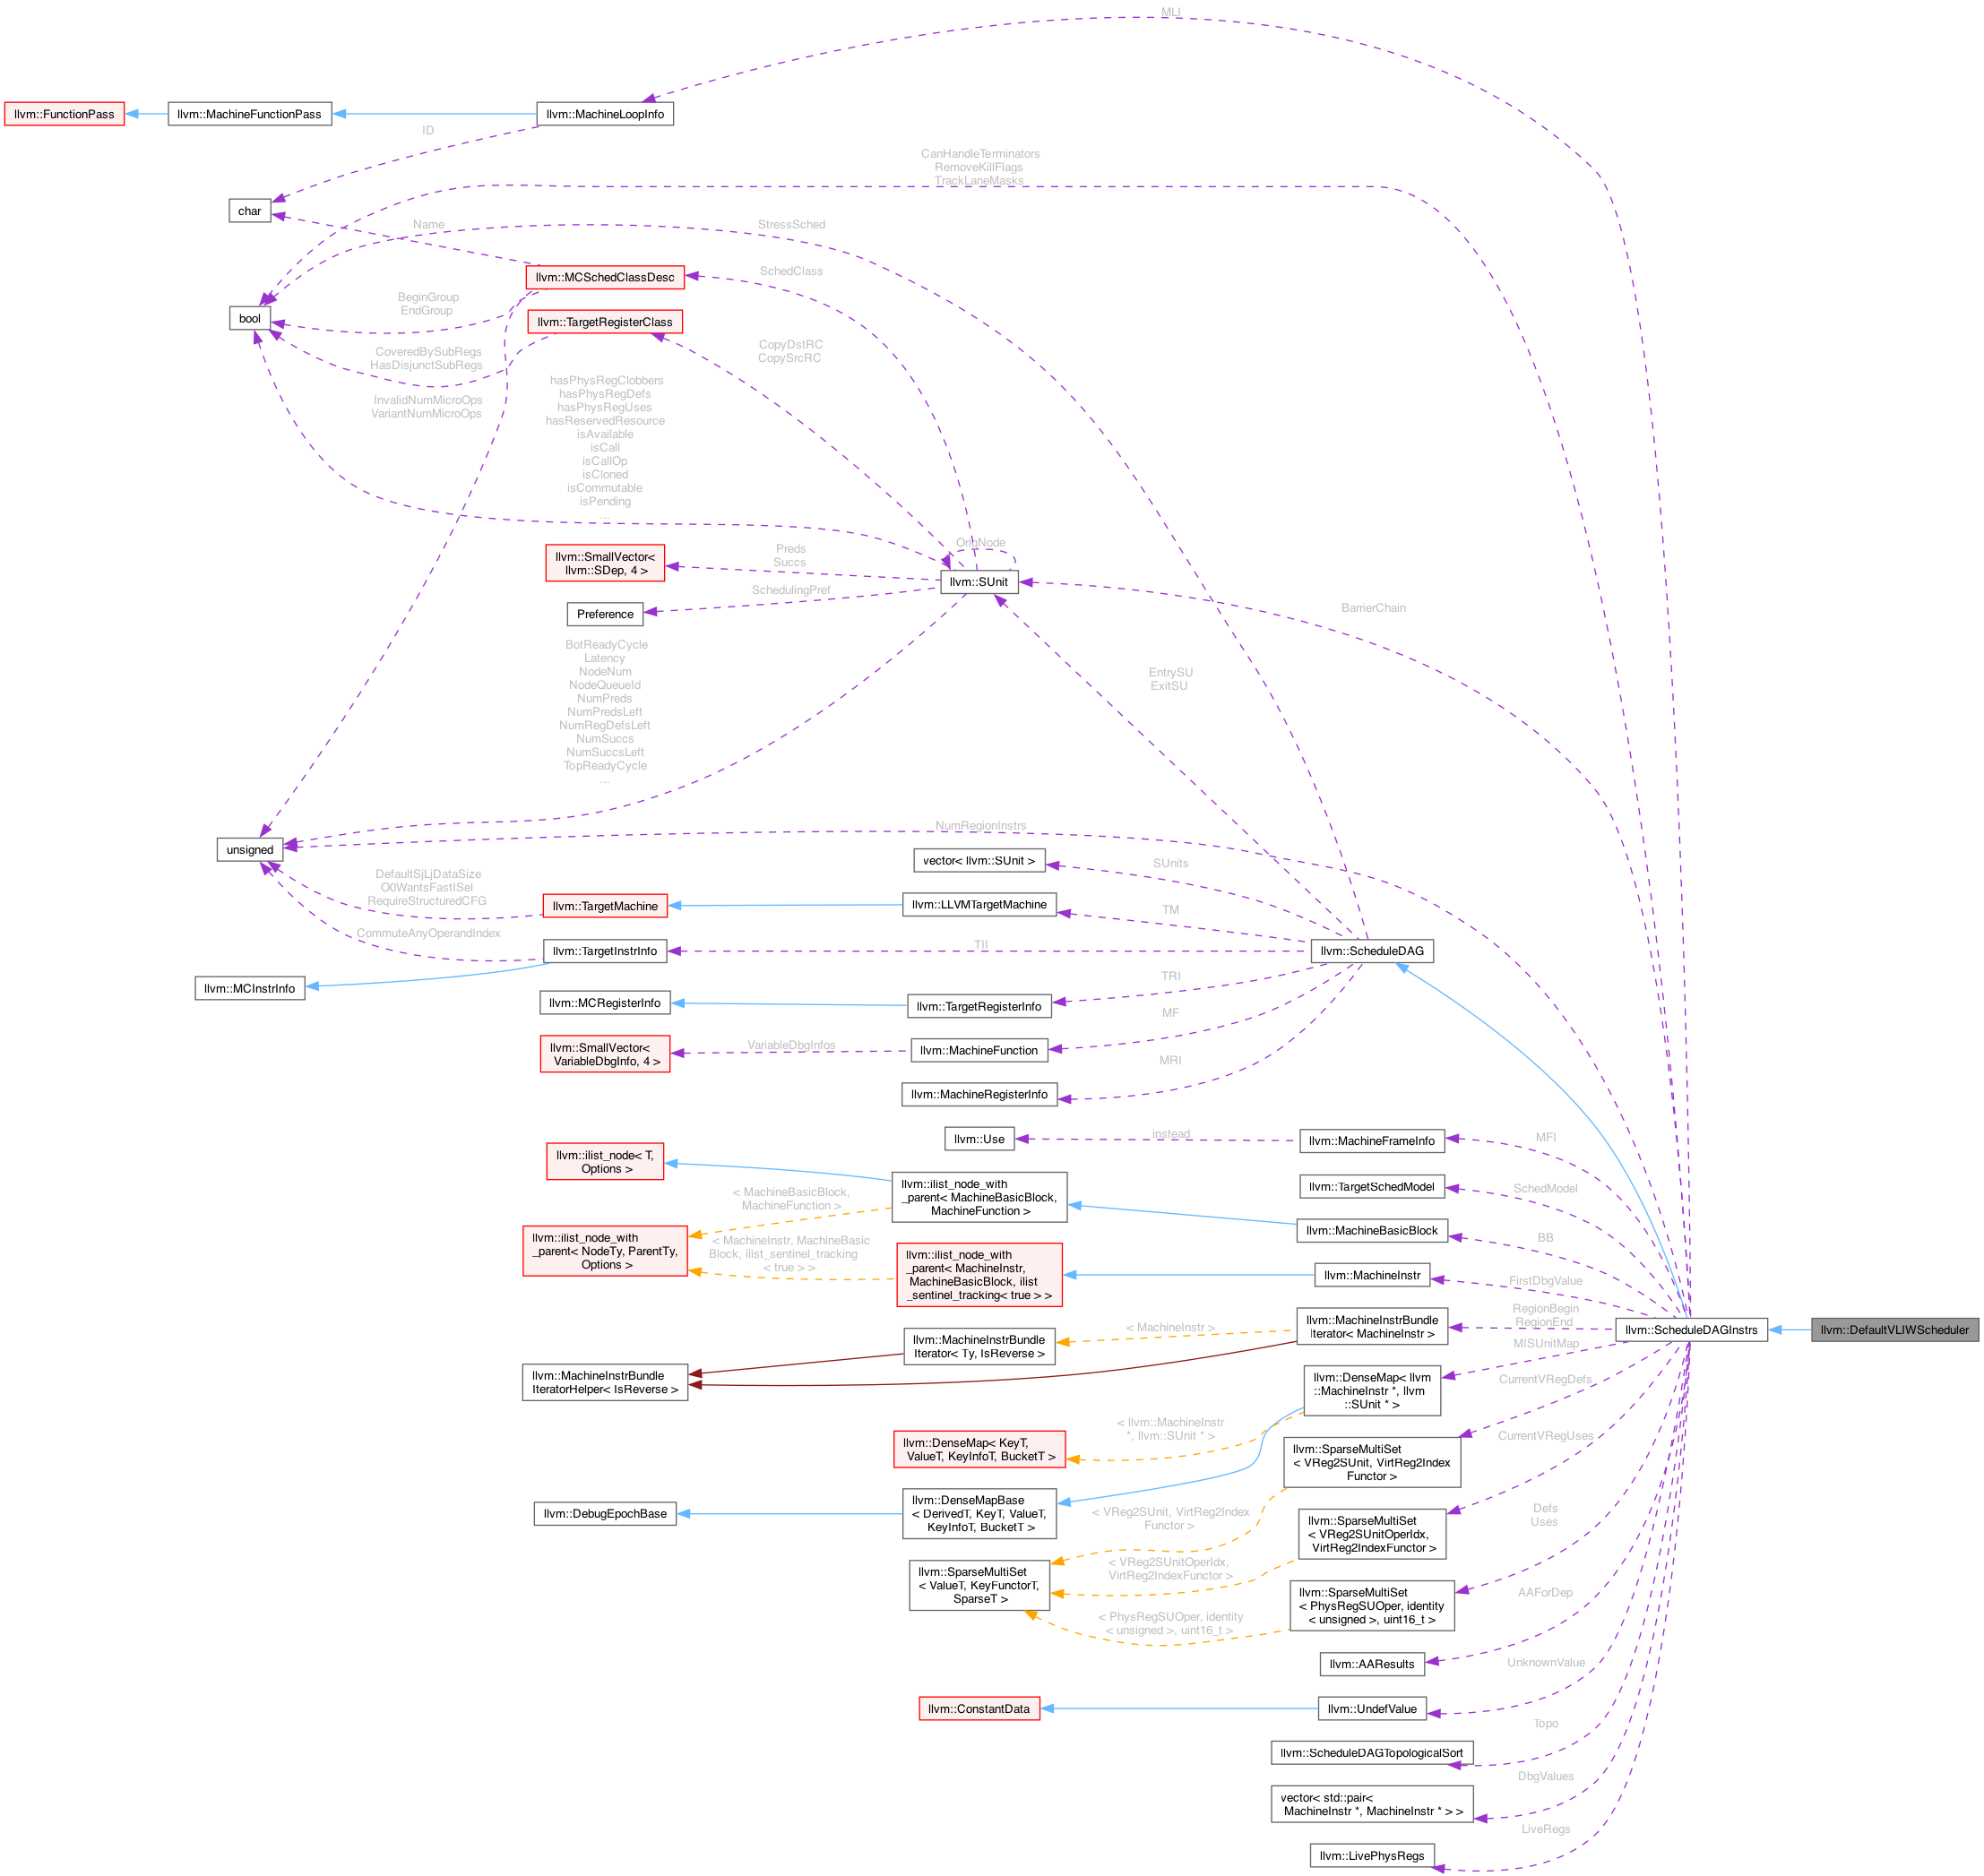 MLI
llvm::FunctionPass
llvm::MachineFunctionPass
llvm::MachineLoopInfo
ID
CanHandleTerminators
RemoveKillFlags
TrackLaneMasks
char
Name
StressSched
llvm::MCSchedClassDesc
SchedClass
BeginGroup
EndGroup
bool
llvm::TargetRegisterClass
CopyDstRC
CopySrcRC
CoveredBySubRegs
HasDisjunctSubRegs
InvalidNumMicroOps
VariantNumMicroOps
hasPhysRegClobbers
hasPhysRegDefs
hasPhysRegUses
hasReservedResource
isAvailable
isCall
isCallOp
isCloned
isCommutable
isPending
...
OrigNode
llvm::SmallVector<
llvm::SDep, 4 >
Preds
Succs
llvm::SUnit
SchedulingPref
Preference
BarrierChain
BotReadyCycle
Latency
NodeNum
NodeQueueId
NumPreds
NumPredsLeft
NumRegDefsLeft
NumSuccs
NumSuccsLeft
TopReadyCycle
...
EntrySU
ExitSU
NumRegionInstrs
unsigned
vector< llvm::SUnit >
SUnits
DefaultSjLjDataSize
O0WantsFastISel
RequireStructuredCFG
llvm::TargetMachine
llvm::LLVMTargetMachine
TM
CommuteAnyOperandIndex
llvm::TargetInstrInfo
TII
llvm::ScheduleDAG
llvm::MCInstrInfo
llvm::MCRegisterInfo
llvm::TargetRegisterInfo
TRI
MF
llvm::SmallVector<
VariableDbgInfo, 4 >
VariableDbgInfos
llvm::MachineFunction
MRI
llvm::MachineRegisterInfo
llvm::Use
instead
llvm::MachineFrameInfo
MFI
llvm::ilist_node< T,
Options >
llvm::ilist_node_with
_parent< MachineBasicBlock,
MachineFunction >
llvm::TargetSchedModel
SchedModel
< MachineBasicBlock,
MachineFunction >
llvm::MachineBasicBlock
BB
llvm::ilist_node_with
_parent< NodeTy, ParentTy,
Options >
< MachineInstr, MachineBasic
Block, ilist_sentinel_tracking
< true > >
llvm::ilist_node_with
_parent< MachineInstr,
MachineBasicBlock, ilist
_sentinel_tracking< true > >
llvm::MachineInstr
FirstDbgValue
RegionBegin
RegionEnd
llvm::MachineInstrBundle
Iterator< MachineInstr >
< MachineInstr >
llvm::MachineInstrBundle
Iterator< Ty, IsReverse >
llvm::ScheduleDAGInstrs
llvm::DefaultVLIWScheduler
MISUnitMap
llvm::MachineInstrBundle
IteratorHelper< IsReverse >
llvm::DenseMap< llvm
::MachineInstr *, llvm
::SUnit * >
CurrentVRegDefs
< llvm::MachineInstr
*, llvm::SUnit * >
llvm::DenseMap< KeyT,
ValueT, KeyInfoT, BucketT >
llvm::SparseMultiSet
< VReg2SUnit, VirtReg2Index
Functor >
CurrentVRegUses
llvm::DebugEpochBase
llvm::DenseMapBase
< DerivedT, KeyT, ValueT,
KeyInfoT, BucketT >
< VReg2SUnit, VirtReg2Index
Functor >
llvm::SparseMultiSet
< VReg2SUnitOperIdx,
VirtReg2IndexFunctor >
Defs
Uses
llvm::SparseMultiSet
< ValueT, KeyFunctorT,
SparseT >
< VReg2SUnitOperIdx,
VirtReg2IndexFunctor >
llvm::SparseMultiSet
< PhysRegSUOper, identity
< unsigned >, uint16_t >
AAForDep
< PhysRegSUOper, identity
< unsigned >, uint16_t >
llvm::AAResults
UnknownValue
llvm::ConstantData
llvm::UndefValue
Topo
llvm::ScheduleDAGTopologicalSort
DbgValues
vector< std::pair<
MachineInstr *, MachineInstr * > >
LiveRegs
llvm::LivePhysRegs